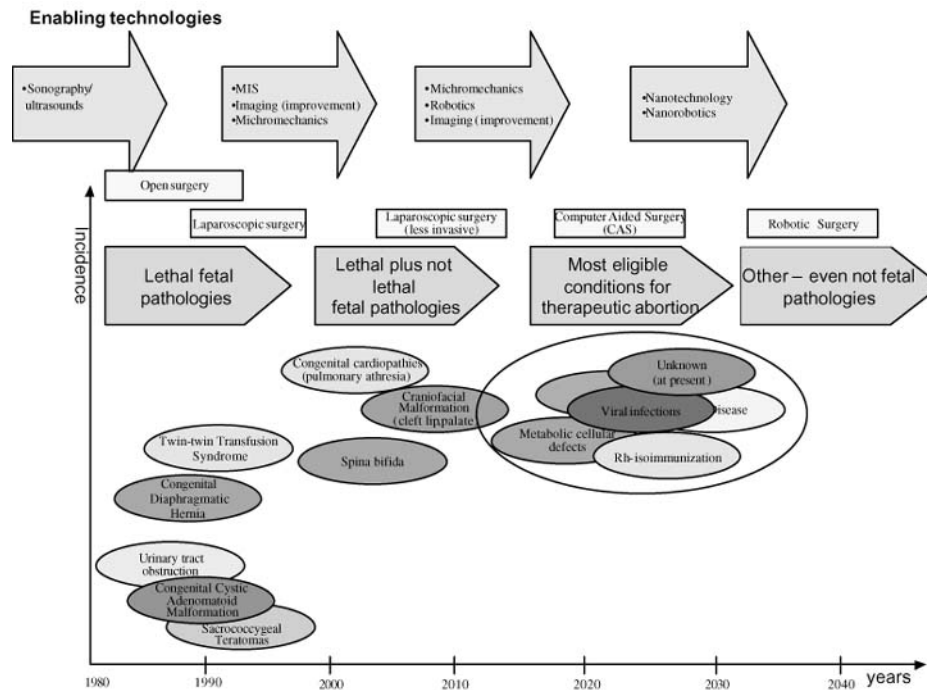 Enabling technologies
•Sonography/
ultrasounds
•MIS
•Imaging (improvement)
•Michromechanics
•Michromechanics
•Robotics
•Imaging (improvement)
•Nanotechnology
•Nanorobotics
Open surgery
Laparoscopic surgery
Laparoscopic surgery
(less invasive)
Computer Aided Surgery
(CAS)
Robotic Surgery
Incidence
Lethal fetal
pathologies
Lethal plus not
lethal
fetal pathologies
Most eligible
conditions for
therapeutic abortion
Other – even not fetal
pathologies
Congenital cardiopathies
(pulmonary athresia)
Unknown
(at present)
Craniofacial
Malformation
(cleft lip,palate)
Viral infections
isease
Twin-twin Transfusion
Syndrome
Spina bifida
Metabolic cellular
defects
Rh-isoimmunization
Congenital
Diaphragmatic
Hernia
Urinary tract
obstruction
Congenital Cystic
Adenomatoid
Malformation
Sacrococcygeal
Teratomas
1980 1990 2000 2010 2020 2030 2040 years